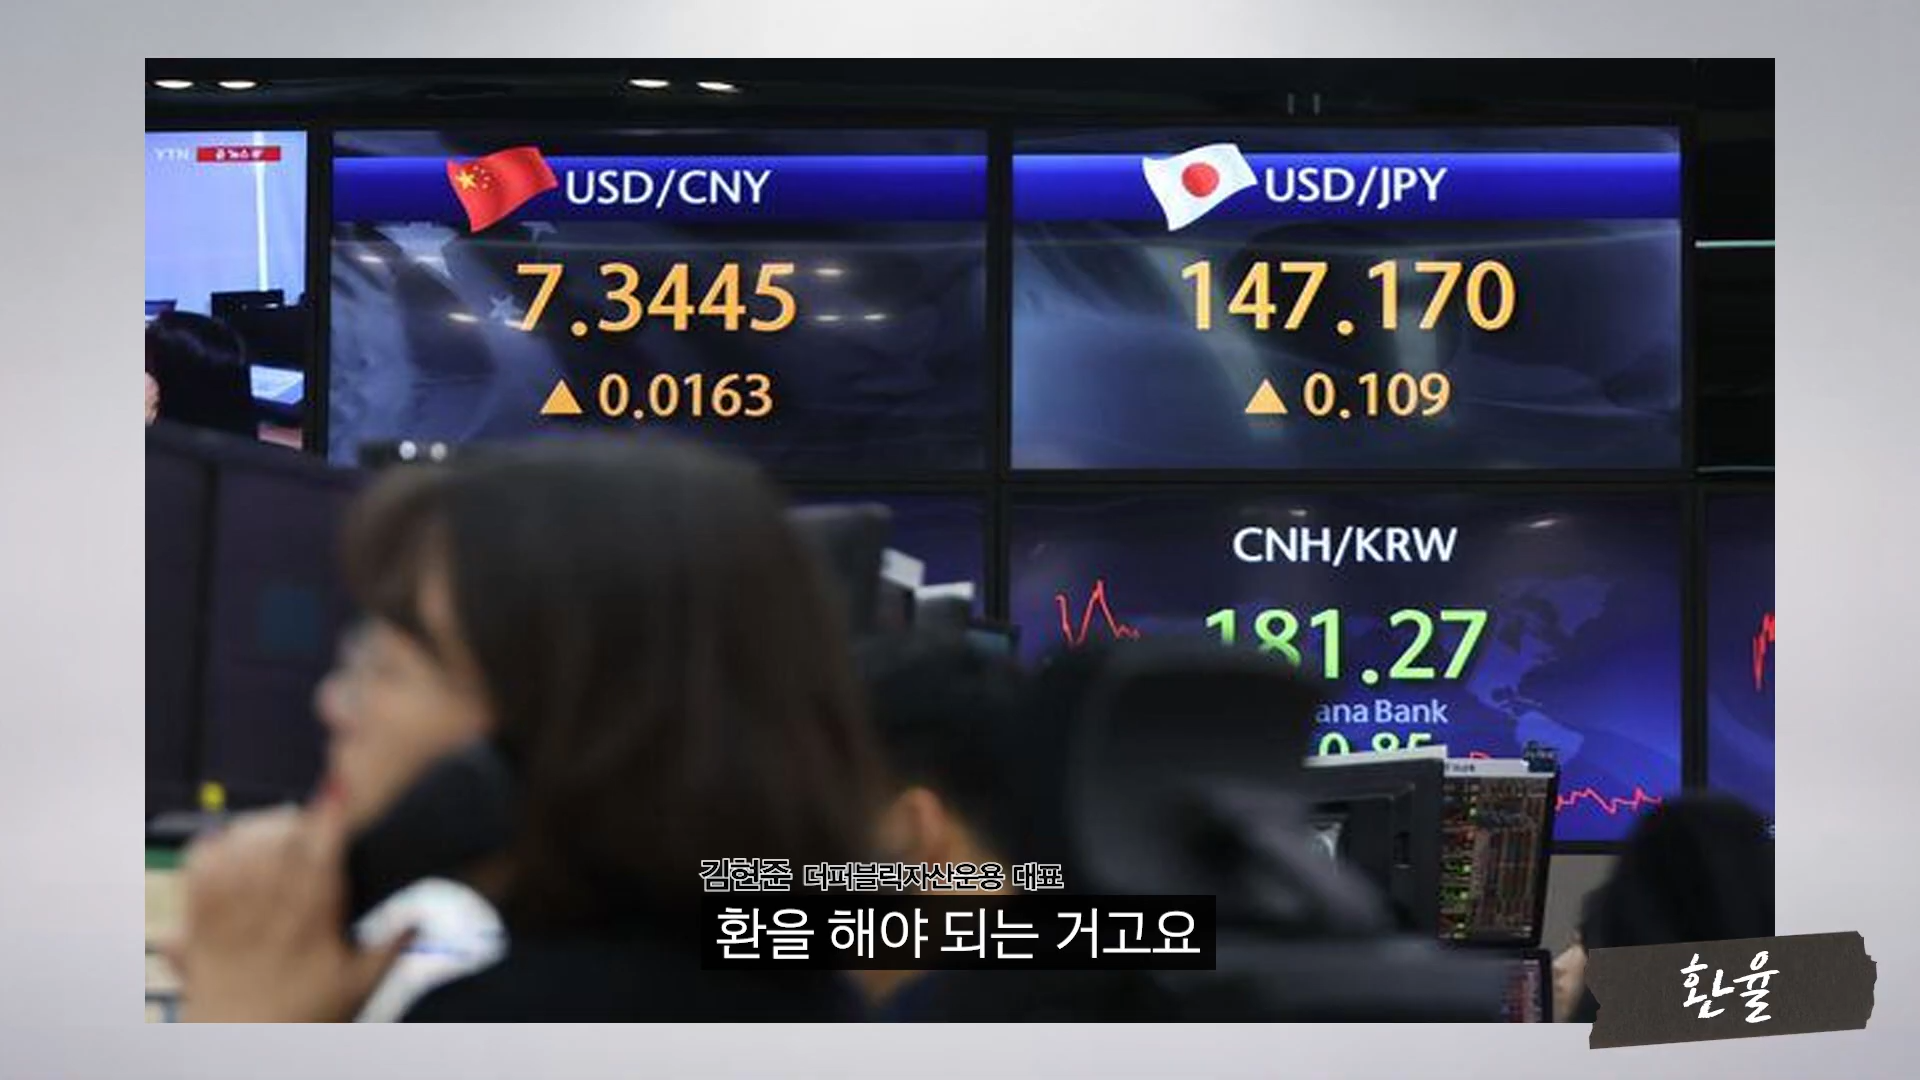 YTN
USD/CNY
7.3445
▲ 0.0163
USD/JPY
147.170
▲ 0.109
CNH/KRW
181.27
ana Bank
0.85
김현준 더퍼블릭자산운용 대표
환을 해야 되는 거고요
환율